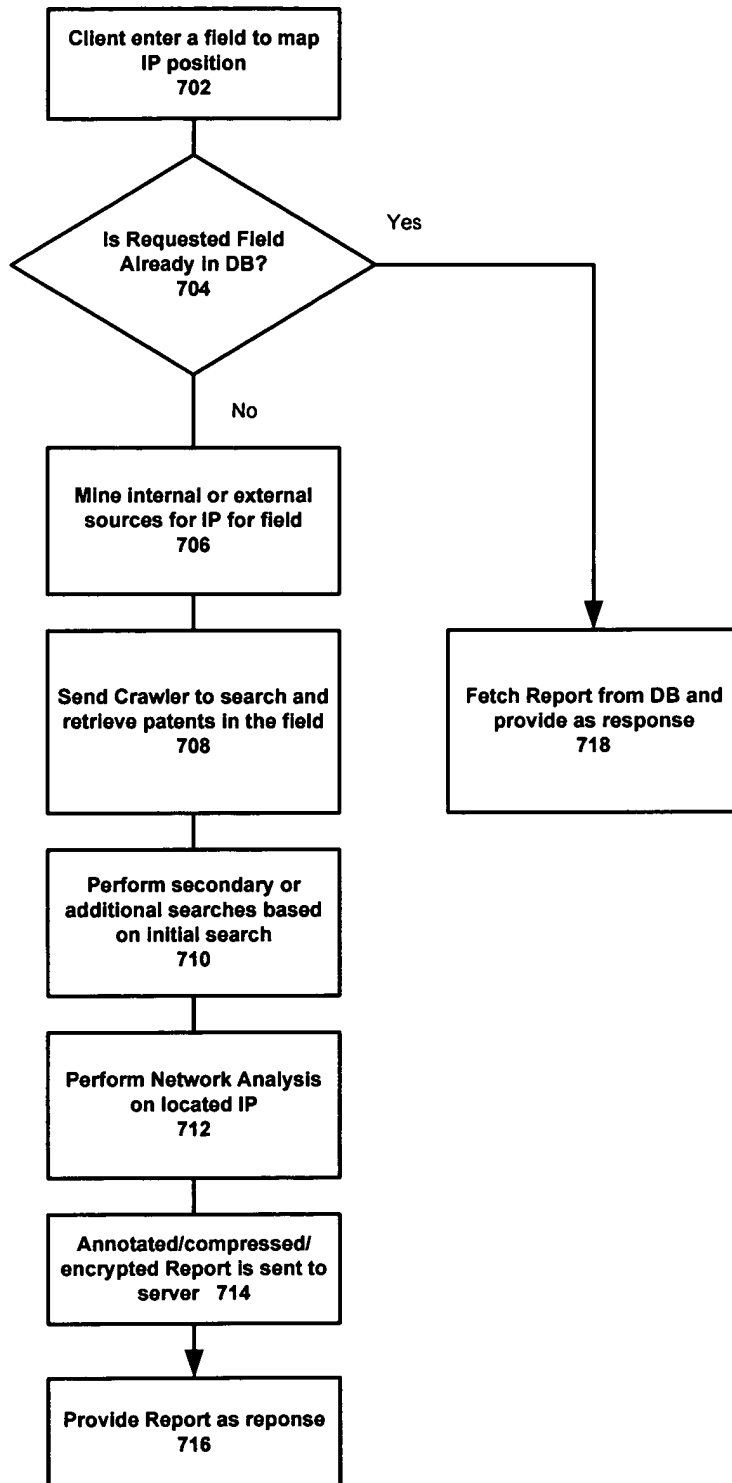 Client enter a field to map
IP position
702
Is Requested Field
Already in DB?
704
Yes
No
Mine internal or external
sources for IP for field
706
Send Crawler to search and
retrieve patents in the field
708
Fetch Report from DB and
provide as response
718
Perform secondary or
additional searches based
on initial search
710
Perform Network Analysis
on located IP
712
Annotated/compressed/
encrypted Report is sent to
server 714
Provide Report as reponse
716